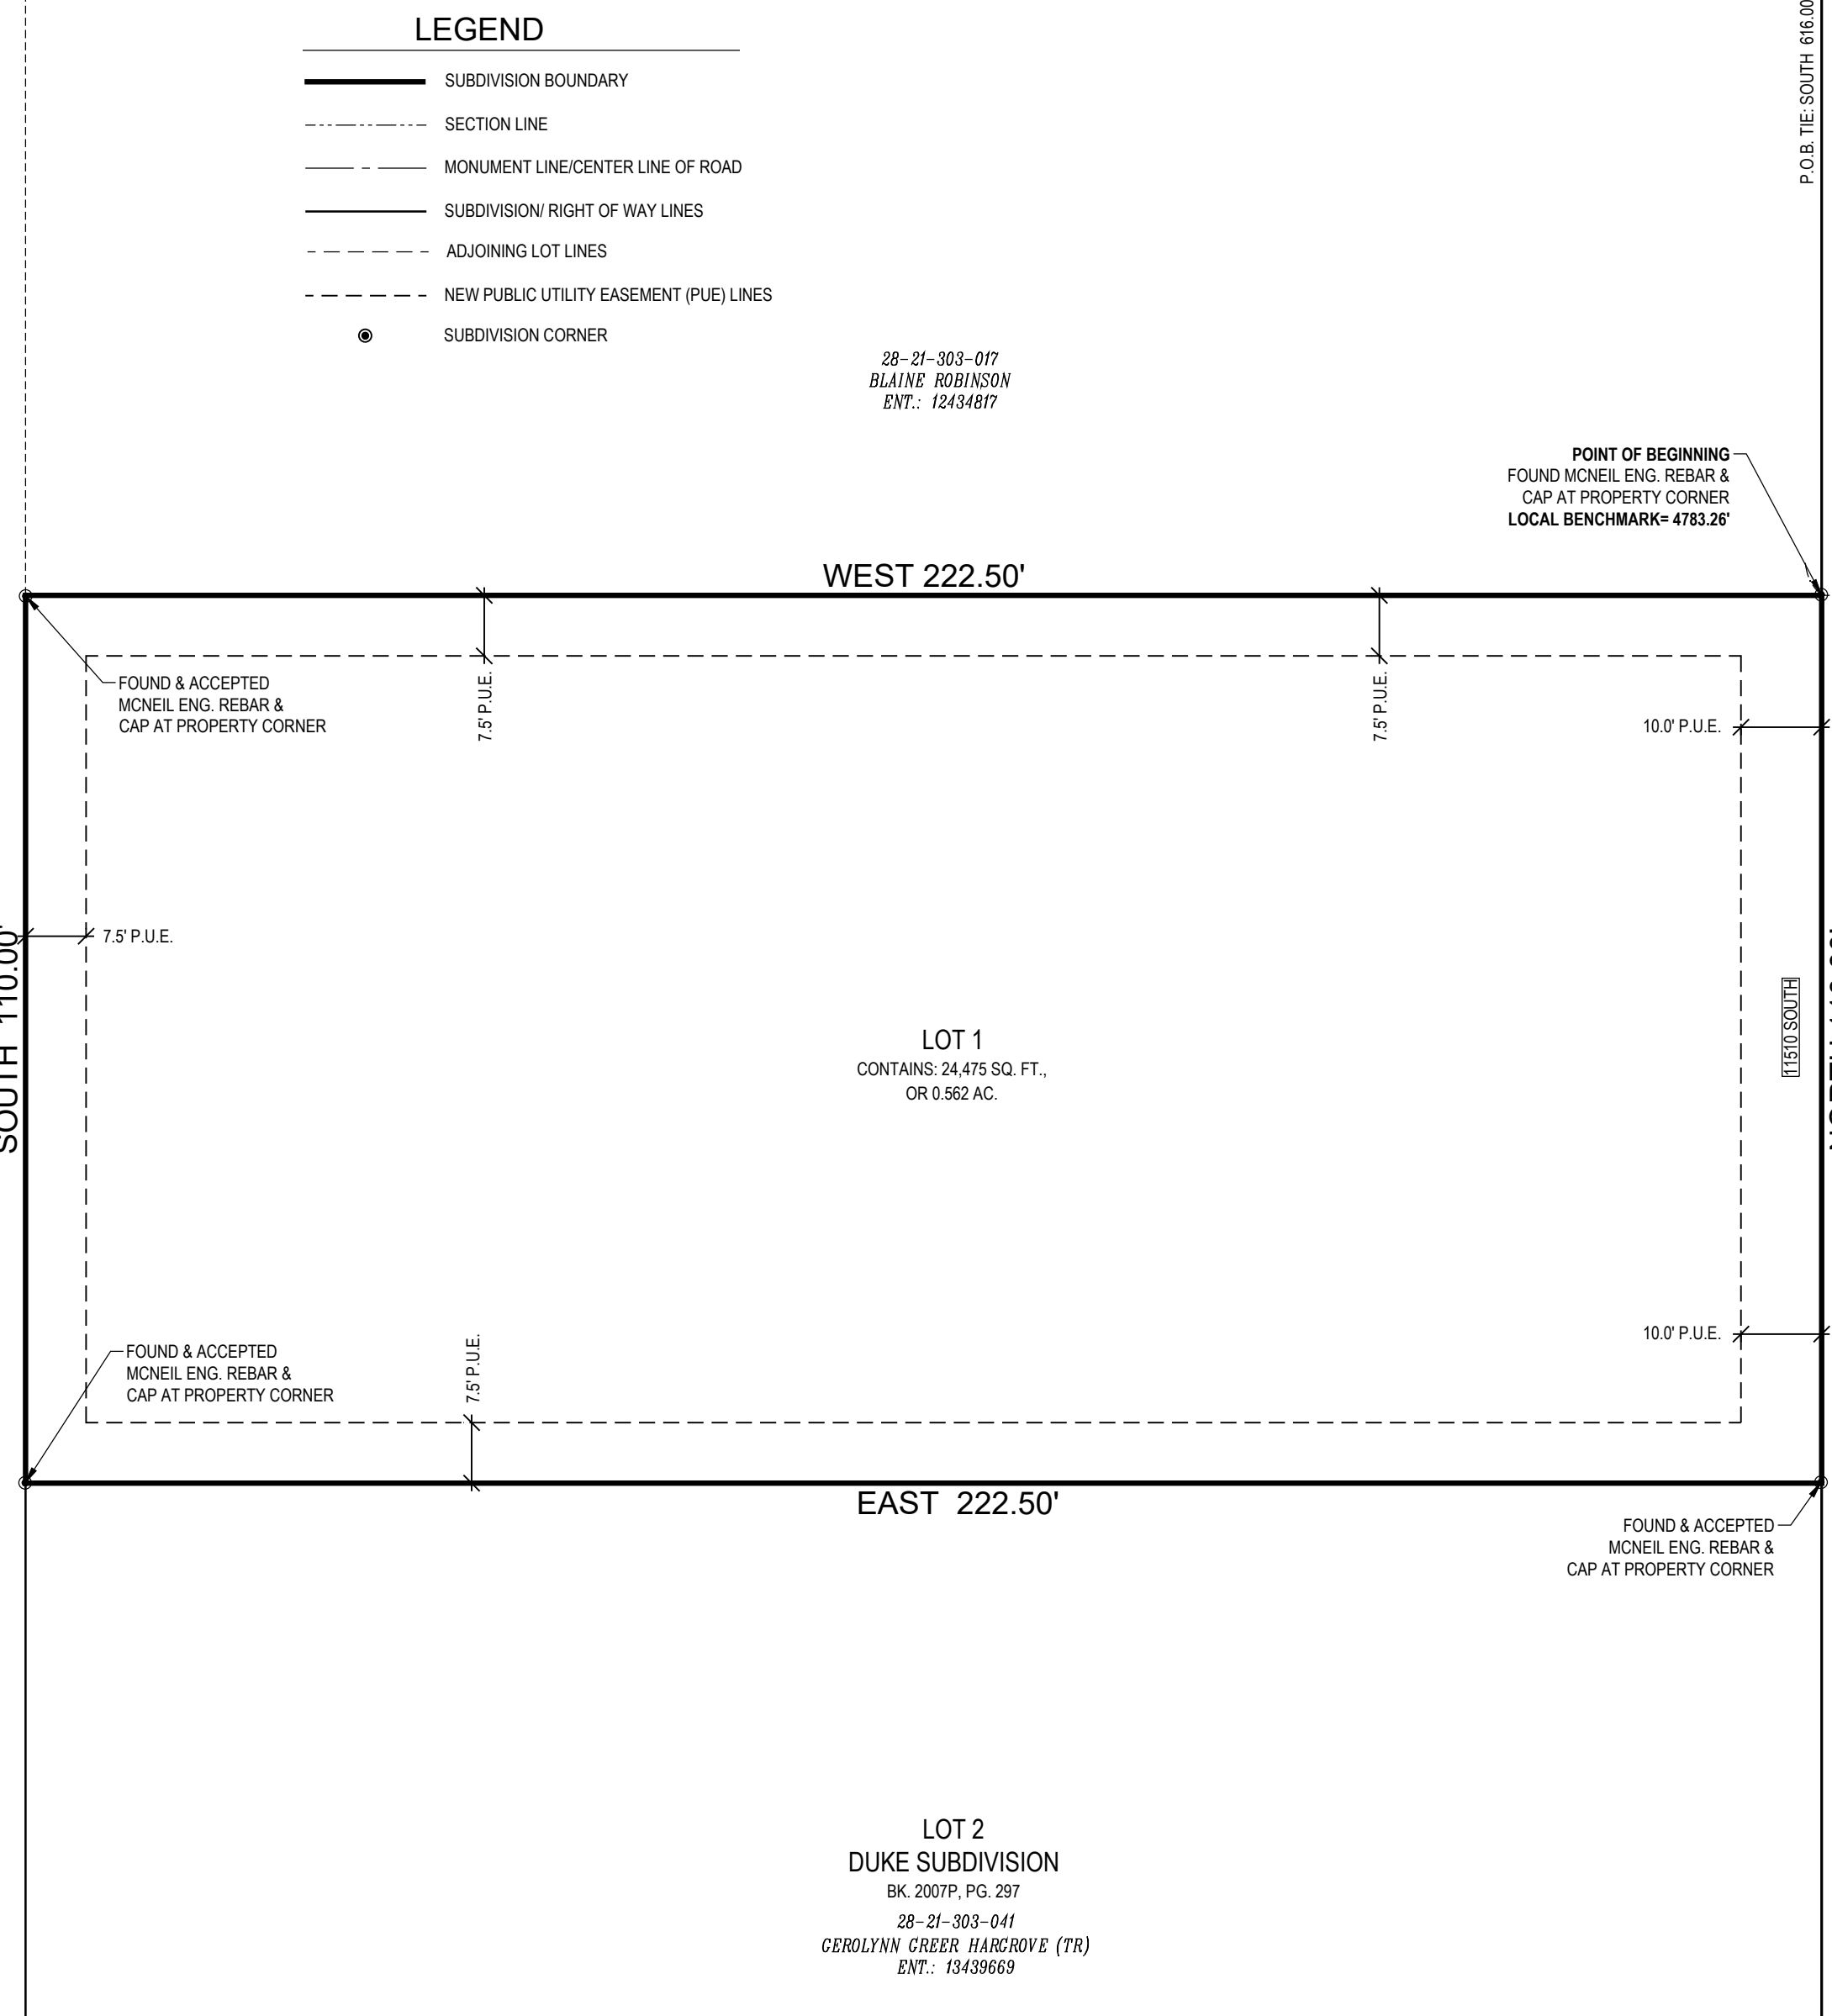 LEGEND
SUBDIVISION BOUNDARY
SECTION LINE
MONUMENT LINE/CENTER LINE OF ROAD
SUBDIVISION/ RIGHT OF WAY LINES
ADJOINING LOT LINES
NEW PUBLIC UTILITY EASEMENT (PUE) LINES
SUBDIVISION CORNER
P.O.B. TIE: SOUTH 616.00
28-21-303-017
BLAINE ROBINSON
ENT.: 12434817
POINT OF BEGINNING
FOUND MCNEIL ENG. REBAR &
CAP AT PROPERTY CORNER
LOCAL BENCHMARK= 4783.26'
WEST 222.50'
FOUND & ACCEPTED
MCNEIL ENG. REBAR &
CAP AT PROPERTY CORNER
7.5' P.U.E.
7.5' P.U.E.
10.0' P.U.E.
SOUTH 110.00'
7.5' P.U.E.
11510 SOUTH
LOT 1
CONTAINS: 24,475 SQ. FT.,
OR 0.562 AC.
FOUND & ACCEPTED
MCNEIL ENG. REBAR &
CAP AT PROPERTY CORNER
7.5' P.U.E.
10.0' P.U.E.
EAST 222.50'
FOUND & ACCEPTED
MCNEIL ENG. REBAR &
CAP AT PROPERTY CORNER
LOT 2
DUKE SUBDIVISION
BK. 2007P, PG. 297
28-21-303-041
GEROLYNN GREER HARGROVE (TR)
ENT.: 13439669